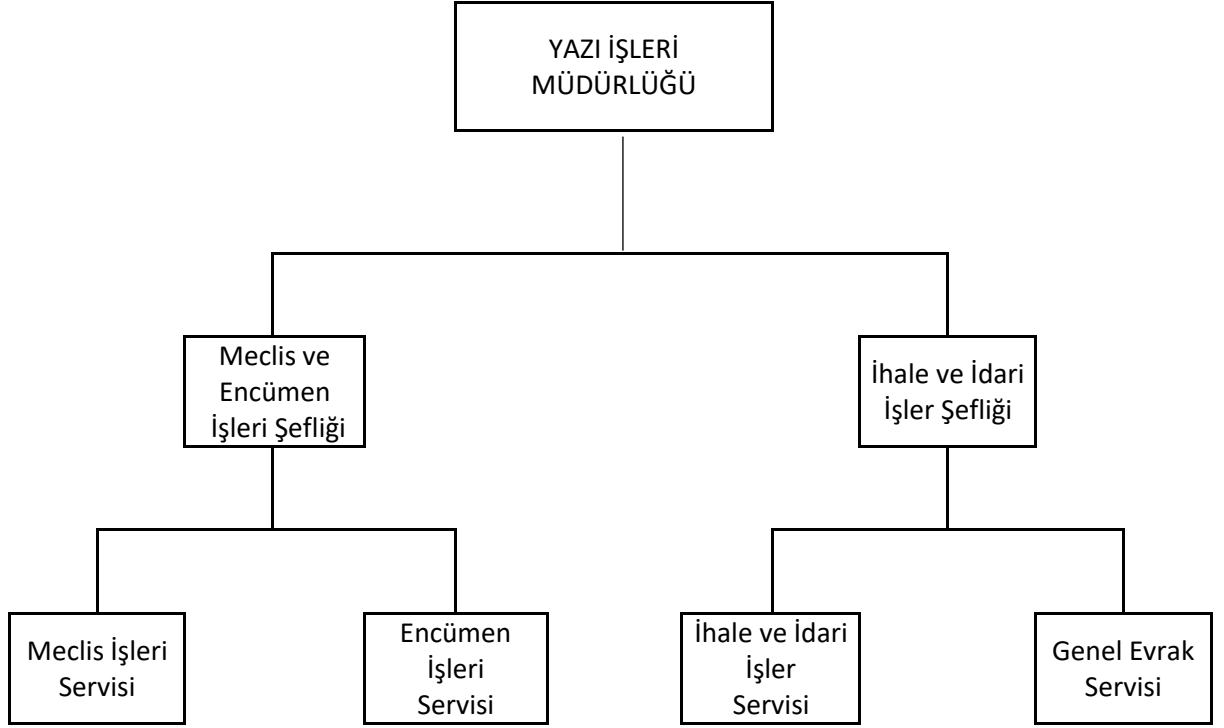 YAZI İŞLERİ
MÜDÜRLÜĞÜ
Meclis ve
Encümen
İşleri Şefliği
İhale ve İdari
İşler Şefliği
Meclis İşleri
Servisi
Encümen
İşleri
Servisi
İhale ve İdari
İşler
Servisi
Genel Evrak
Servisi